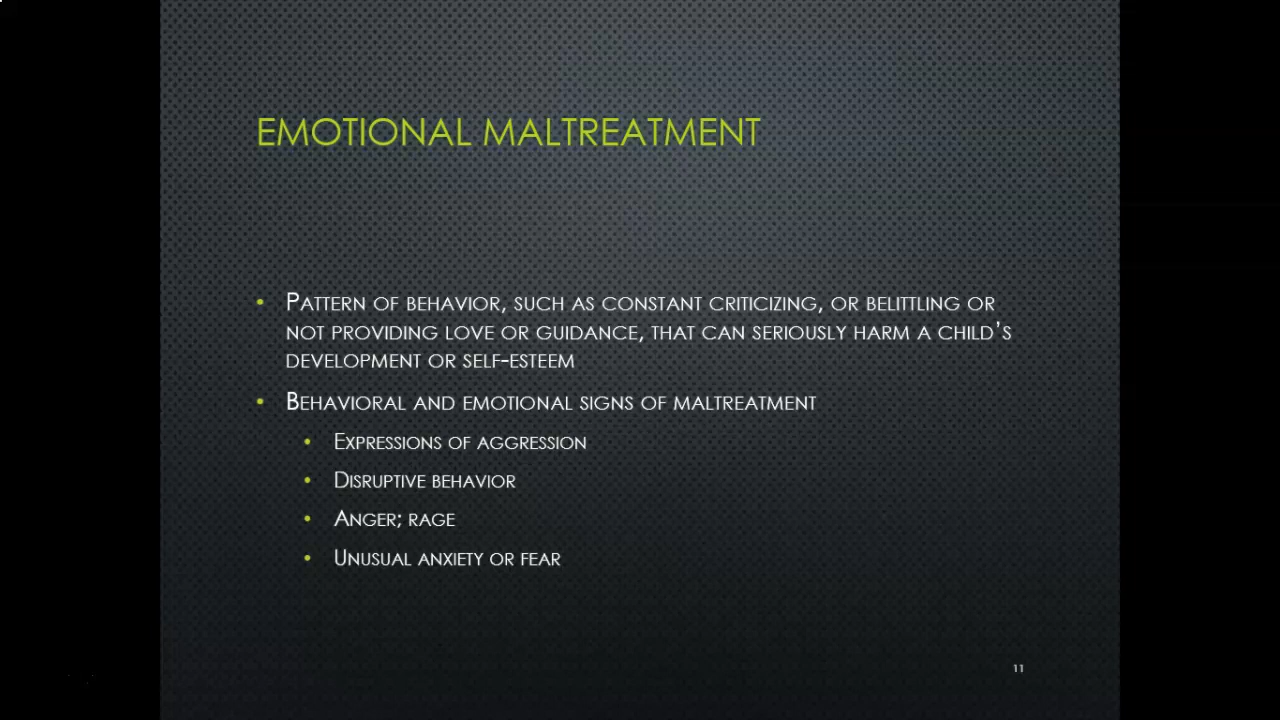 EMOTIONAL MALTREATMENT
• Pattern of behavior, such as constant criticizing, or belittling or
not providing love or guidance, that can seriously harm a child's
development or self-esteem
• Behavioral and emotional signs of maltreatment
• Expressions of aggression
• Disruptive behavior
• Anger; rage
• Unusual anxiety or fear
11